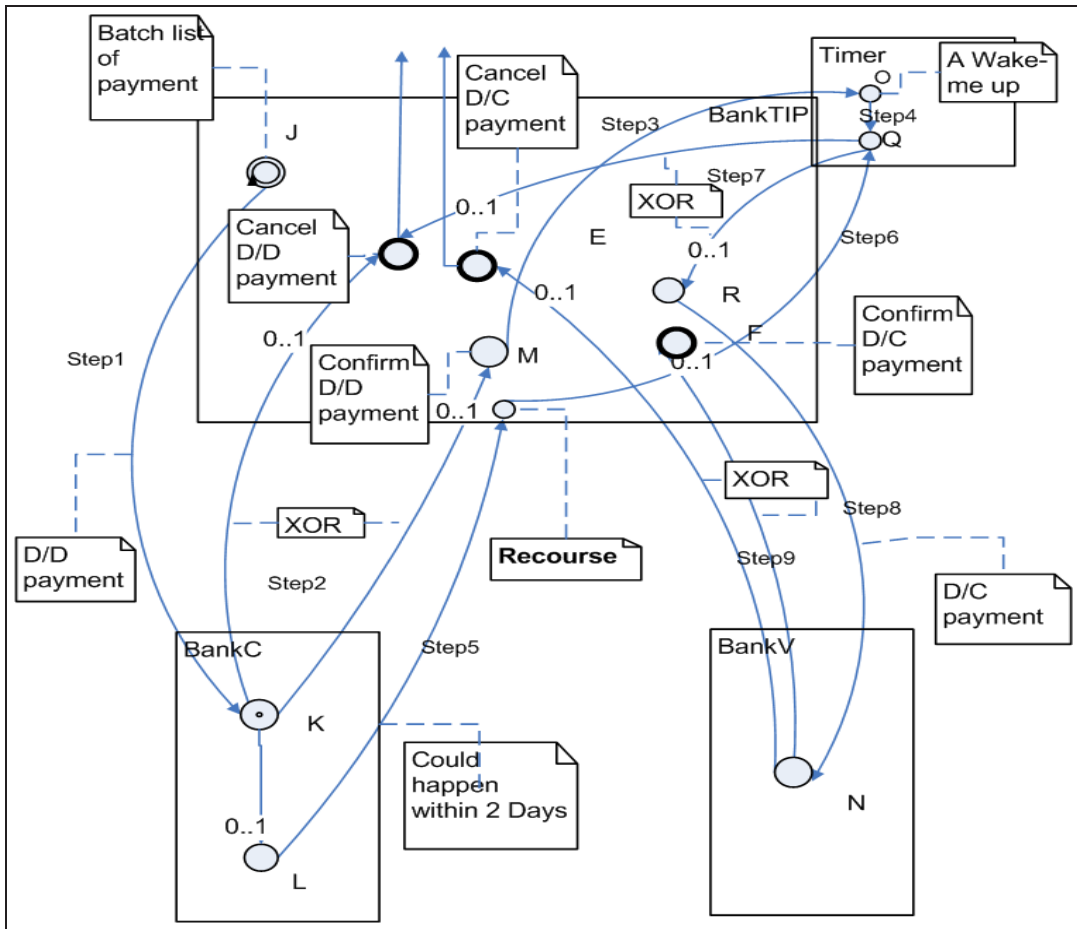 Batch list
of
payment
Cancel
D/C
payment
Timer
O
A Wake-
me up
BankTIP
Step3
Step4
Q
J
Step7
XOR
0..1
Cancel
D/D
payment
E
Step6
0..1
0..1
R
0..1
Confirm
D/C
payment
F
Step1
Confirm
D/D
payment
M
0..1
0..1
XOR
Step8
D/D
payment
XOR
Recourse
Step2
Step9
D/C
payment
BankC
Step5
BankV
K
Could
happen
within 2 Days
N
0..1
L